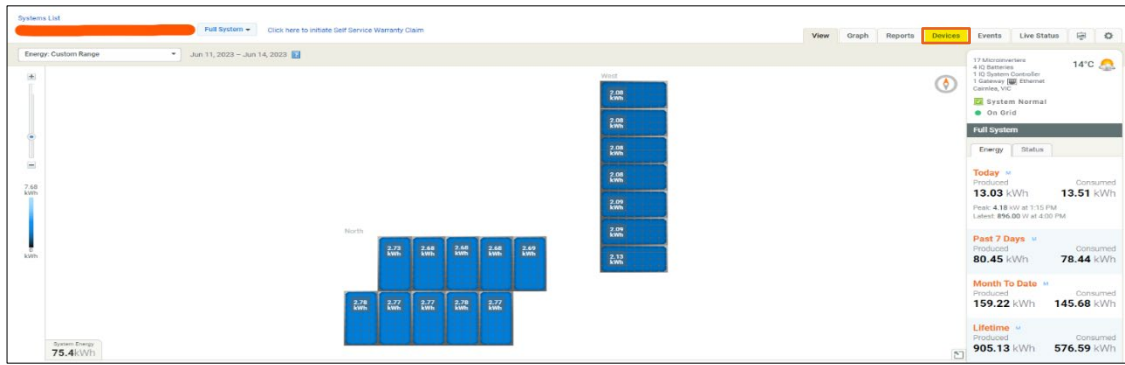 Systems List
Full System
Click here to initiate Self Service Warranty Claim
View Graph Reports Devices Events Live Status
Energy: Custom Range
Jun 11, 2023 – Jun 14, 2023
17 Microinverters
4 IQ Batteries
1 IQ System Controller
1 Gateway Ethernet
VIC
14°C
System Normal
On Grid
Full System
Energy Status
Today
Produced Consumed
13.03 kWh 13.51 kWh
Peak: 4.18 kW at 1:15 PM
Latest: 896.00 W at 4:00 PM
Past 7 Days
Produced Consumed
80.45 kWh 78.44 kWh
Month To Date
Produced Consumed
159.22 kWh 145.68 kWh
Lifetime
Produced Consumed
905.13 kWh 576.59 kWh
7.68
kWh
0
kWh
West
2.08
kWh
2.08
kWh
2.08
kWh
2.08
kWh
2.09
kWh
2.09
kWh
2.13
kWh
North
2.73 2.68 2.68 2.68 2.69
kWh kWh kWh kWh kWh
2.78 2.77 2.77 2.78 2.77
kWh kWh kWh kWh kWh
System Energy
75.4kWh